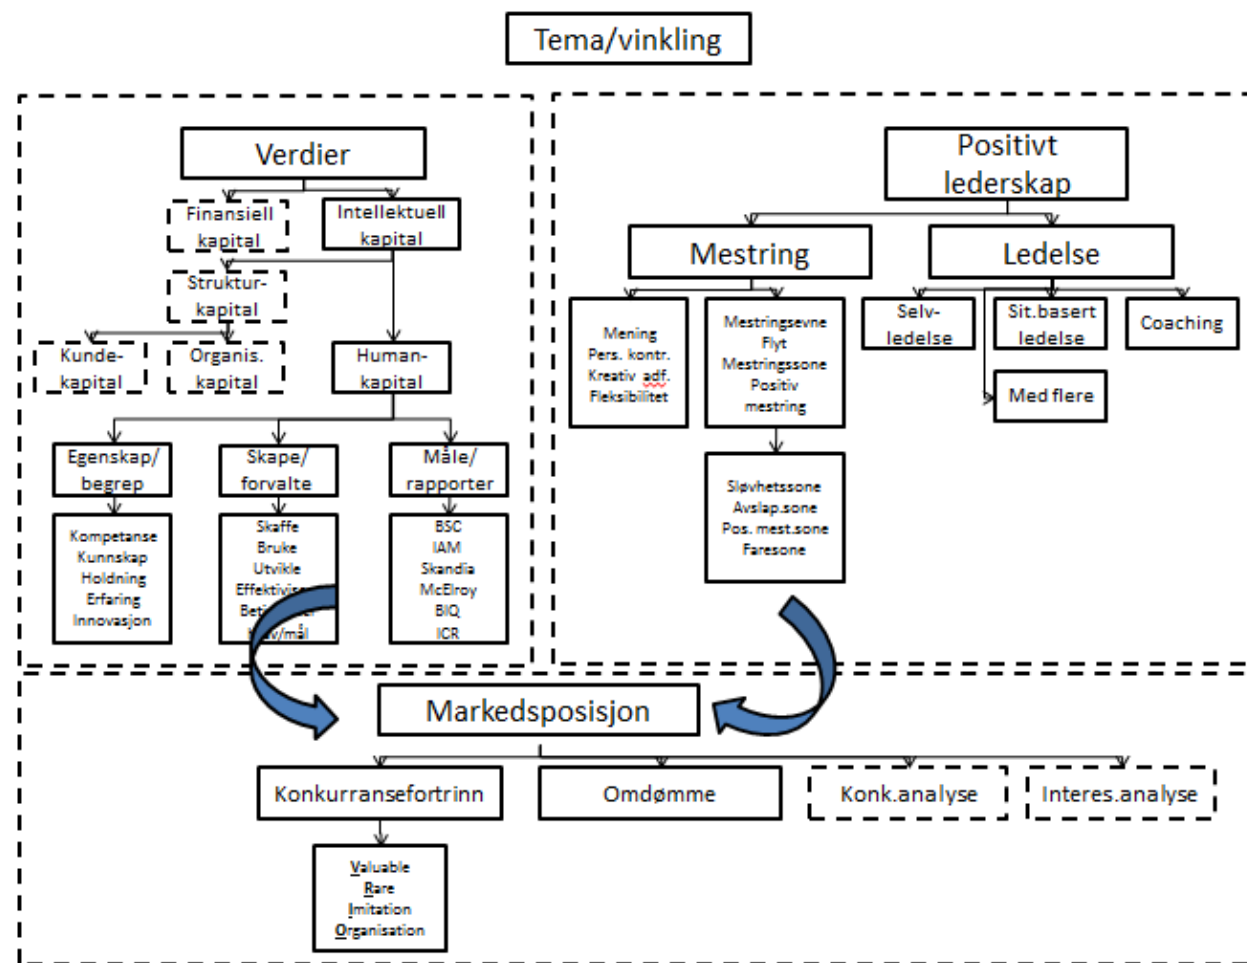 Tema/vinkling
Verdier
Finansiell
kapital
Intellektuell
kapital
Struktur-
kapital
Kunde-
kapital
Organis.
kapital
Human-
kapital
Egenskap/
begrep
Skape/
forvalte
Måle/
rapporter
Kompetanse
Kunnskap
Holdning
Erfaring
Innovasjon
Skaffe
Bruke
Utvikle
BSC
IAM
Skandia
McElroy
BIQ
ICR
Positivt
lederskap
Mestring
Ledelse
Mening
Pers. kontr.
Kreativ adf.
Fleksibilitet
Mestringsevne
Flyt
Mestringssone
Positiv
mestring
Selv-
ledelse
Sit.basert
ledelse
Coaching
Med flere
Sløvhetssone
Avslap.sone
Pos. mest.sone
Faresone
Markedsposisjon
Konkurransefortrinn
Omdømme
Konk.analyse
Interes.analyse
Valuable
Rare
Imitation
Organisation